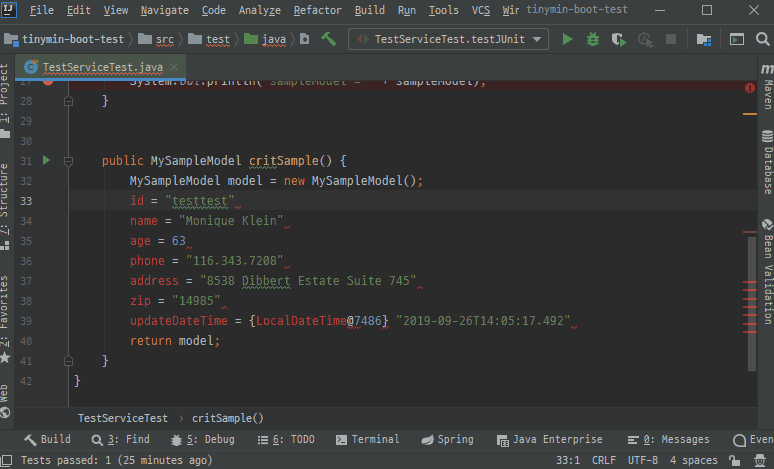 File Edit View Navigate Code Analyze Refactor Build Run Tools VCS Win tinymin-boot-test
tinymin-boot-test src test java TestServiceTest.testJUnit
TestServiceTest.java
1: Project
7: Structure
2: Favorites
Web
Maven
Database
Bean Validation
27 System.out.println("sampleModel = " + sampleModel);
28 }
29
30
31 public MySampleModel critSample() {
32 MySampleModel model = new MySampleModel();
33 id = "testtest"
34 name = "Monique Klein"
35 age = 63
36 phone = "116.343.7208"
37 address = "8538 Dibbert Estate Suite 745"
38 zip = "14985"
39 updateDateTime = {LocalDateTime@7486} "2019-09-26T14:05:17.492"
40 return model;
41 }
42 }
TestServiceTest > critSample()
Build 3: Find 5: Debug 6: TODO Terminal Spring Java Enterprise 0: Messages Even
Tests passed: 1 (25 minutes ago) 33:1 CRLF UTF-8 4 spaces